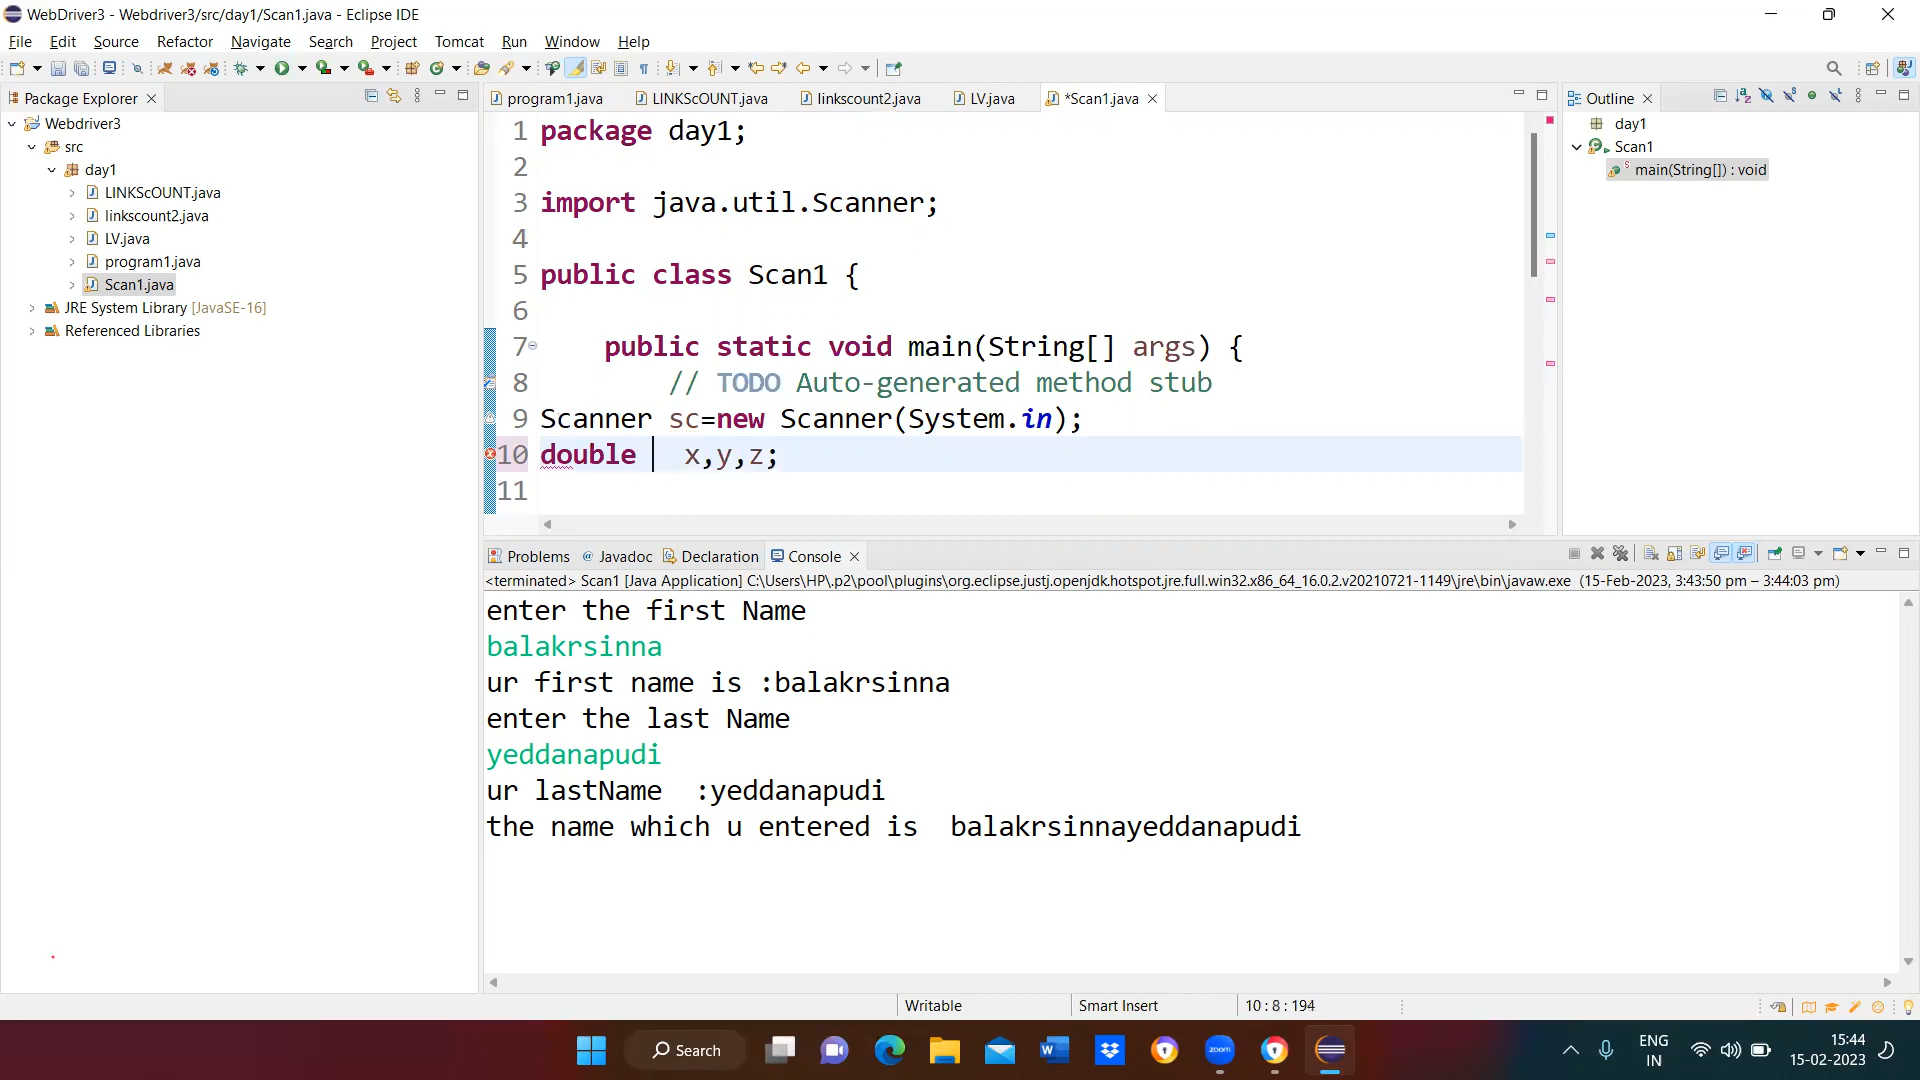 WebDriver3 - Webdriver3/src/day1/Scan1.java - Eclipse IDE
File Edit Source Refactor Navigate Search Project Tomcat Run Window Help
Package Explorer
Webdriver3
src
day1
LINKScOUNT.java
linkscount2.java
LV.java
program1.java
Scan1.java
JRE System Library [JavaSE-16]
Referenced Libraries
program1.java LINKScOUNT.java linkscount2.java LV.java *Scan1.java
1 package day1;
2
3 import java.util.Scanner;
4
5 public class Scan1 {
6
7 public static void main(String[] args) {
8 // TODO Auto-generated method stub
9 Scanner sc=new Scanner(System.in);
10 double x,y,z;
11
Outline
day1
Scan1
main(String[]) : void
Problems @ Javadoc Declaration Console
<terminated> Scan1 [Java Application] C:\Users\HP\.p2\pool\plugins\org.eclipse.justj.openjdk.hotspot.jre.full.win32.x86_64_16.0.2.v20210721-1149\jre\bin\javaw.exe (15-Feb-2023, 3:43:50 pm – 3:44:03 pm)
enter the first Name
balakrsinna
ur first name is :balakrsinna
enter the last Name
yeddanapudi
ur lastName :yeddanapudi
the name which u entered is balakrsinnayeddanapudi
Writable Smart Insert 10 : 8 : 194
Search
zoom
ENG
IN
15:44
15-02-2023